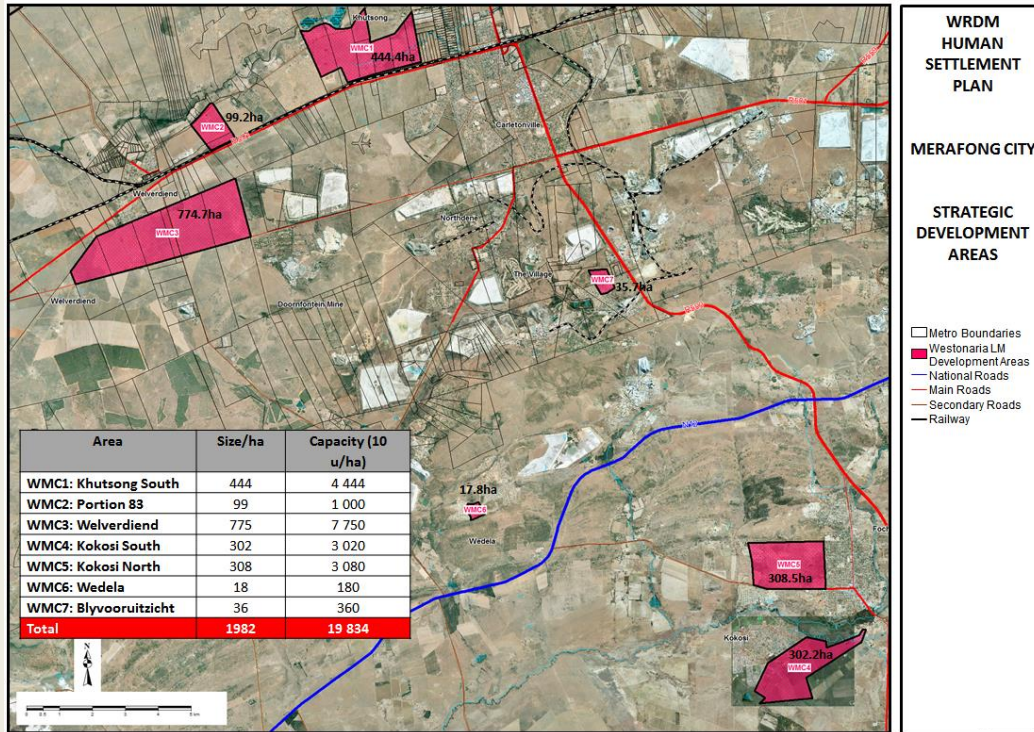 Khutsong
WMC1
444.4ha
99.2ha
WMC2
Carletonville
Welverdiend
774.7ha
WMC3
Northdene
The Village
WMC7
35.7ha
Welverdiend
Doornfontein Mine
17.8ha
WMC6
Wedela
WMC5
308.5ha
Kokosi
302.2ha
WMC4
Area Size/ha Capacity (10 u/ha)
WMC1: Khutsong South 444 4 444
WMC2: Portion 83 99 1 000
WMC3: Welverdiend 775 7 750
WMC4: Kokosi South 302 3 020
WMC5: Kokosi North 308 3 080
WMC6: Wedela 18 180
WMC7: Blyvooruitzicht 36 360
Total 1982 19 834
N
WRDM
HUMAN
SETTLEMENT
PLAN
MERAFONG CITY
STRATEGIC
DEVELOPMENT
AREAS
Metro Boundaries
Westonaria LM
Development Areas
National Roads
Main Roads
Secondary Roads
Railway